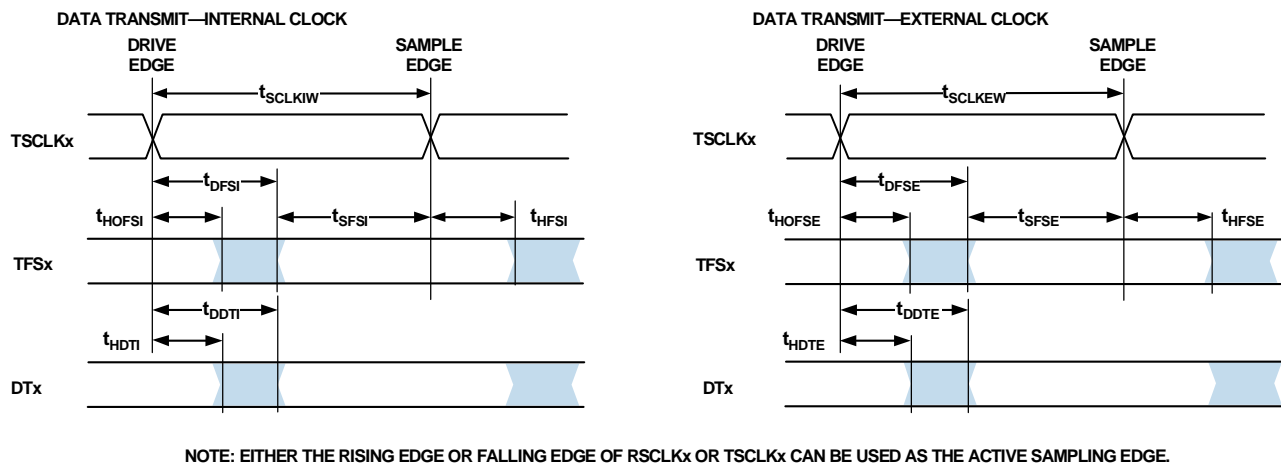 DATA TRANSMIT—INTERNAL CLOCK
DRIVE
EDGE
SAMPLE
EDGE
tSCLKIW
TSCLKx
tDFSI
tHOFSI
tSFSI
tHFSI
TFSx
tDDTI
tHDTI
DTx
DATA TRANSMIT—EXTERNAL CLOCK
DRIVE
EDGE
SAMPLE
EDGE
tSCLKEW
TSCLKx
tDFSE
tHOFSE
tSFSE
tHFSE
TFSx
tDDTE
tHDTE
DTx
NOTE: EITHER THE RISING EDGE OR FALLING EDGE OF RSCLKx OR TSCLKx CAN BE USED AS THE ACTIVE SAMPLING EDGE.